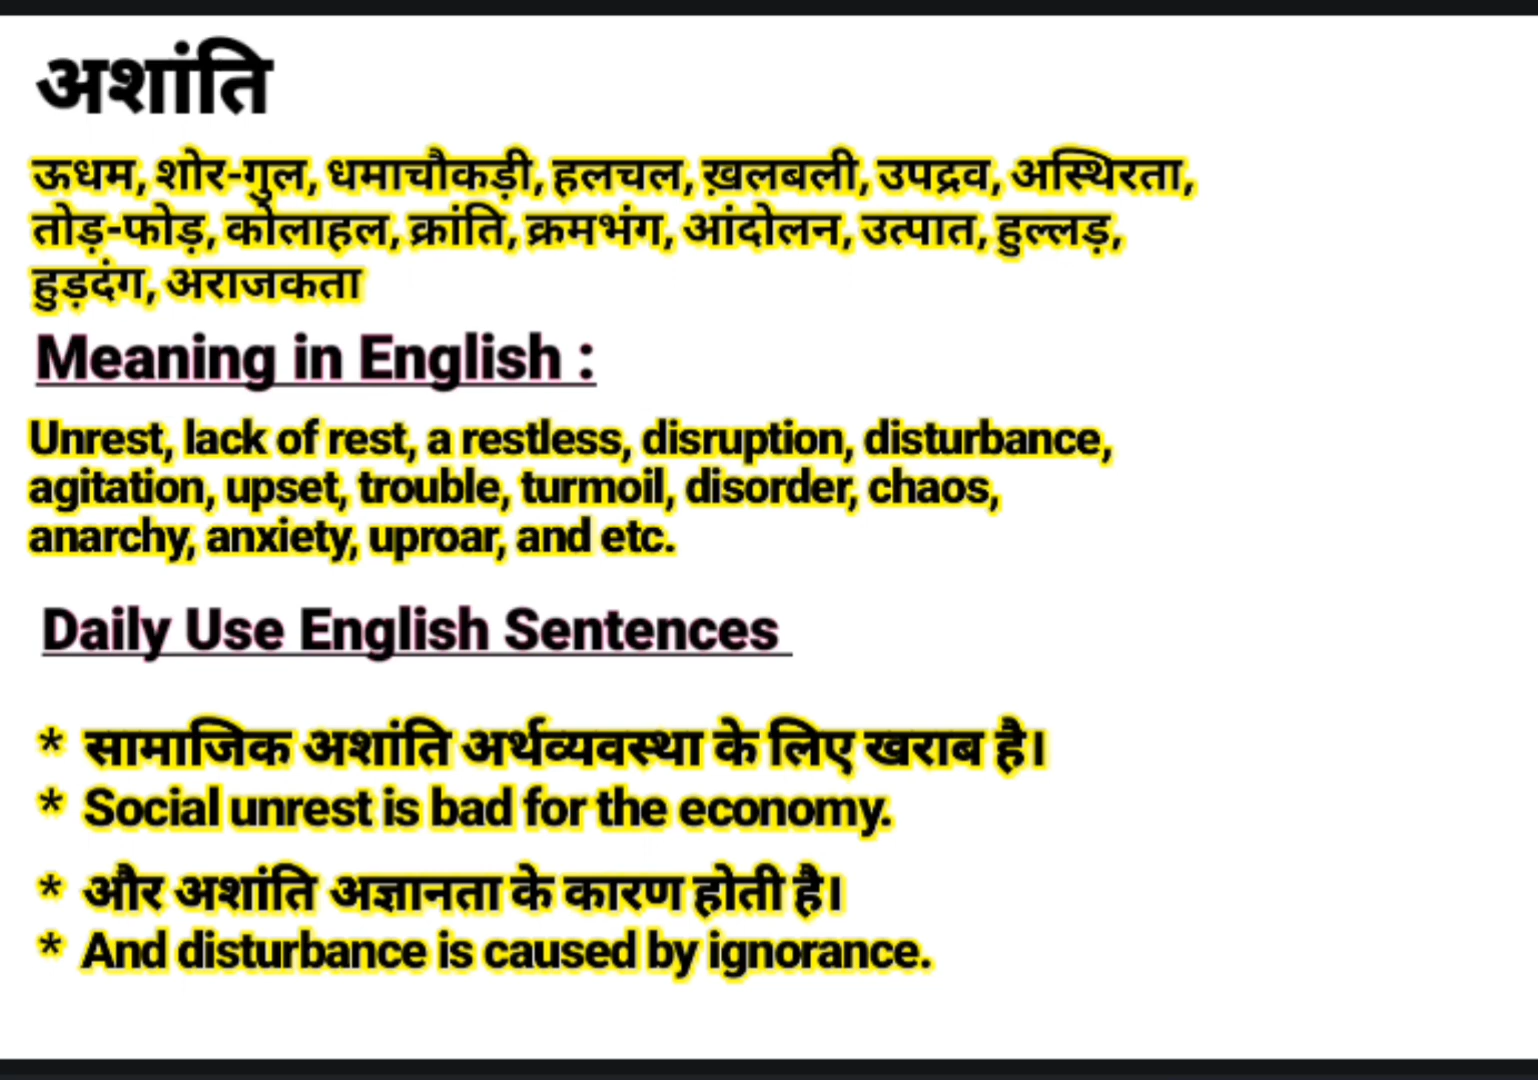 अशांति
ऊधम, शोर-गुल, धमाचौकड़ी, हलचल, ख़लबली, उपद्रव, अस्थिरता,
तोड़-फोड़, कोलाहल, क्रांति, क्रमभंग, आंदोलन, उत्पात, हुल्लड़,
हुड़दंग, अराजकता
Meaning in English :
Unrest, lack of rest, a restless, disruption, disturbance,
agitation, upset, trouble, turmoil, disorder, chaos,
anarchy, anxiety, uproar, and etc.
Daily Use English Sentences
* सामाजिक अशांति अर्थव्यवस्था के लिए खराब है।
* Social unrest is bad for the economy.
* और अशांति अज्ञानता के कारण होती है।
* And disturbance is caused by ignorance.